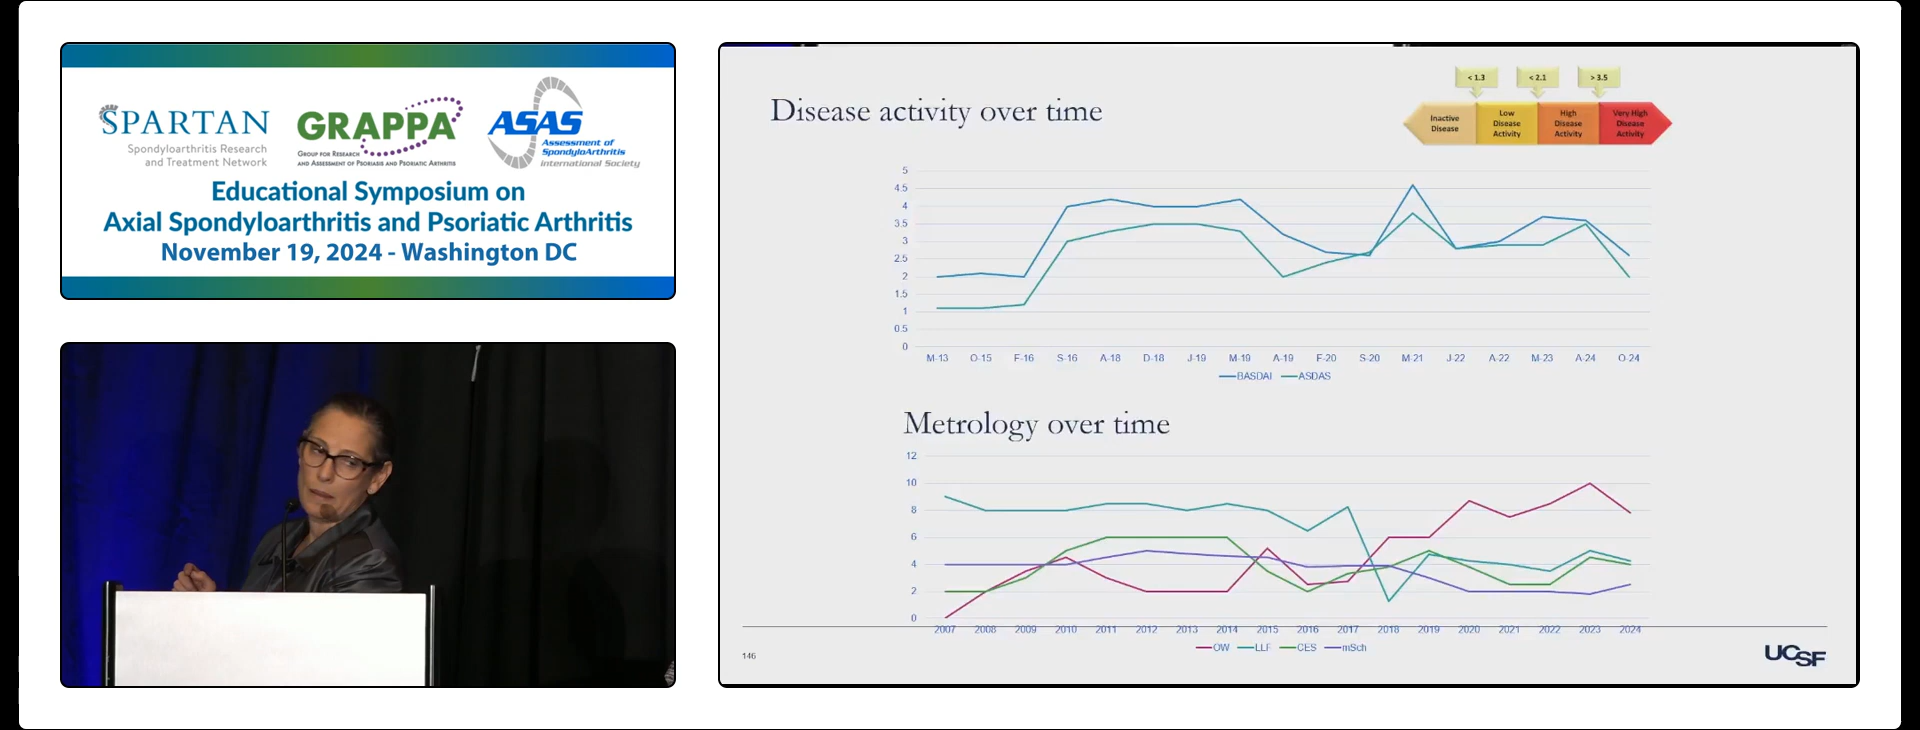 SPARTAN
Spondyloarthritis Research
and Treatment Network
GRAPPA
GROUP FOR RESEARCH
AND ASSESSMENT OF PSORIASIS AND PSORIATIC ARTHRITIS
ASAS
Assessment of
SpondyloArthritis
international Society
Educational Symposium on
Axial Spondyloarthritis and Psoriatic Arthritis
November 19, 2024 - Washington DC
Disease activity over time
< 1.3 < 2.1 > 3.5
Inactive Disease
Low Disease Activity
High Disease Activity
Very High Disease Activity
5
4.5
4
3.5
3
2.5
2
1.5
1
0.5
0
M-13 O-15 F-16 S-16 A-18 D-18 J-19 M-19 A-19 F-20 S-20 M-21 J-22 A-22 M-23 A-24 O-24
BASDAI ASDAS
Metrology over time
12
10
8
6
4
2
0
2007 2008 2009 2010 2011 2012 2013 2014 2015 2016 2017 2018 2019 2020 2021 2022 2023 2024
OW LLF CES mSch
146
UCSF